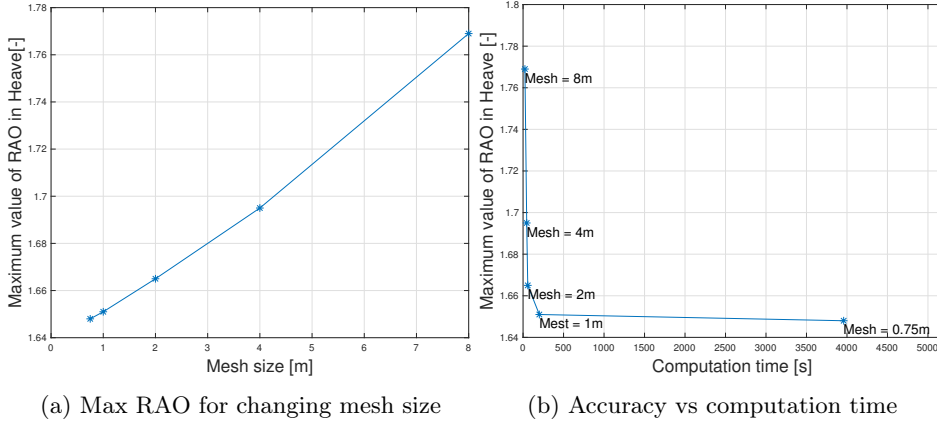 1.78
1.76
1.74
1.72
1.7
1.68
1.66
1.64
0 1 2 3 4 5 6 7 8
Maximum value of RAO in Heave[-]
Mesh size [m]
(a) Max RAO for changing mesh size
1.8
1.78
1.76
1.74
1.72
1.7
1.68
1.66
1.64
0 500 1000 1500 2000 2500 3000 3500 4000 4500 5000
Maximum value of RAO in Heave [-]
Mesh = 8m
Mesh = 4m
Mesh = 2m
Mest = 1m
Mesh = 0.75m
Computation time [s]
(b) Accuracy vs computation time